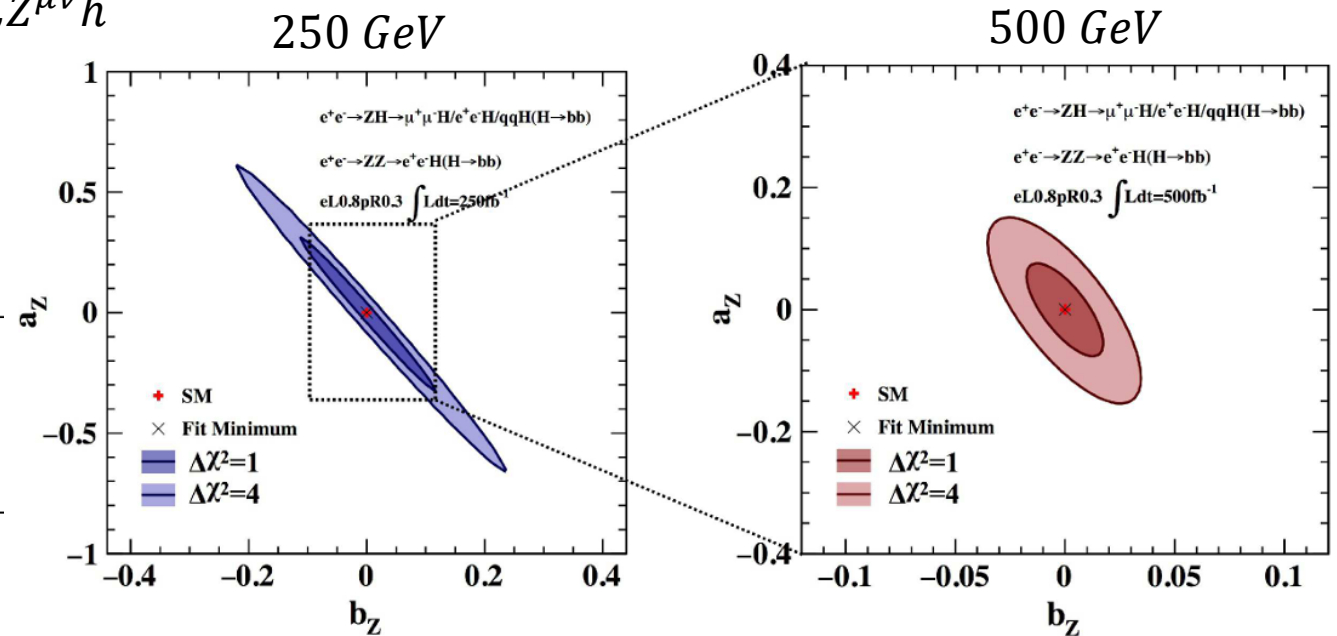 Z^{μν}h
250 GeV
500 GeV
e⁺e⁻→ZH→μ⁺μ⁻H/e⁺e⁻H/qqH(H→bb)
e⁺e⁻→ZZ→e⁺e⁻H(H→bb)
eL0.8pR0.3 ∫Ldt=250fb⁻¹
1
0.5
0
−0.5
−1
a_Z
SM
Fit Minimum
Δχ²=1
Δχ²=4
−0.4 −0.2 0 0.2 0.4
b_Z
e⁺e⁻→ZH→μ⁺μ⁻H/e⁺e⁻H/qqH(H→bb)
e⁺e⁻→ZZ→e⁺e⁻H(H→bb)
eL0.8pR0.3 ∫Ldt=500fb⁻¹
0.4
0.2
0
−0.2
−0.4
a_Z
SM
Fit Minimum
Δχ²=1
Δχ²=4
−0.1 −0.05 0 0.05 0.1
b_Z